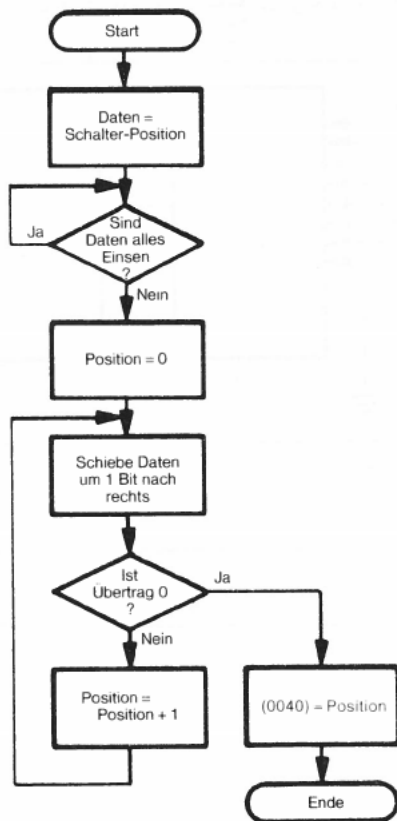 Start
Daten =
Schalter-Position
Ja
Sind
Daten alles
Einsen
?
Nein
Position = 0
Schiebe Daten
um 1 Bit nach
rechts
Ist
Übertrag 0
?
Ja
Nein
Position =
Position + 1
(0040) = Position
Ende